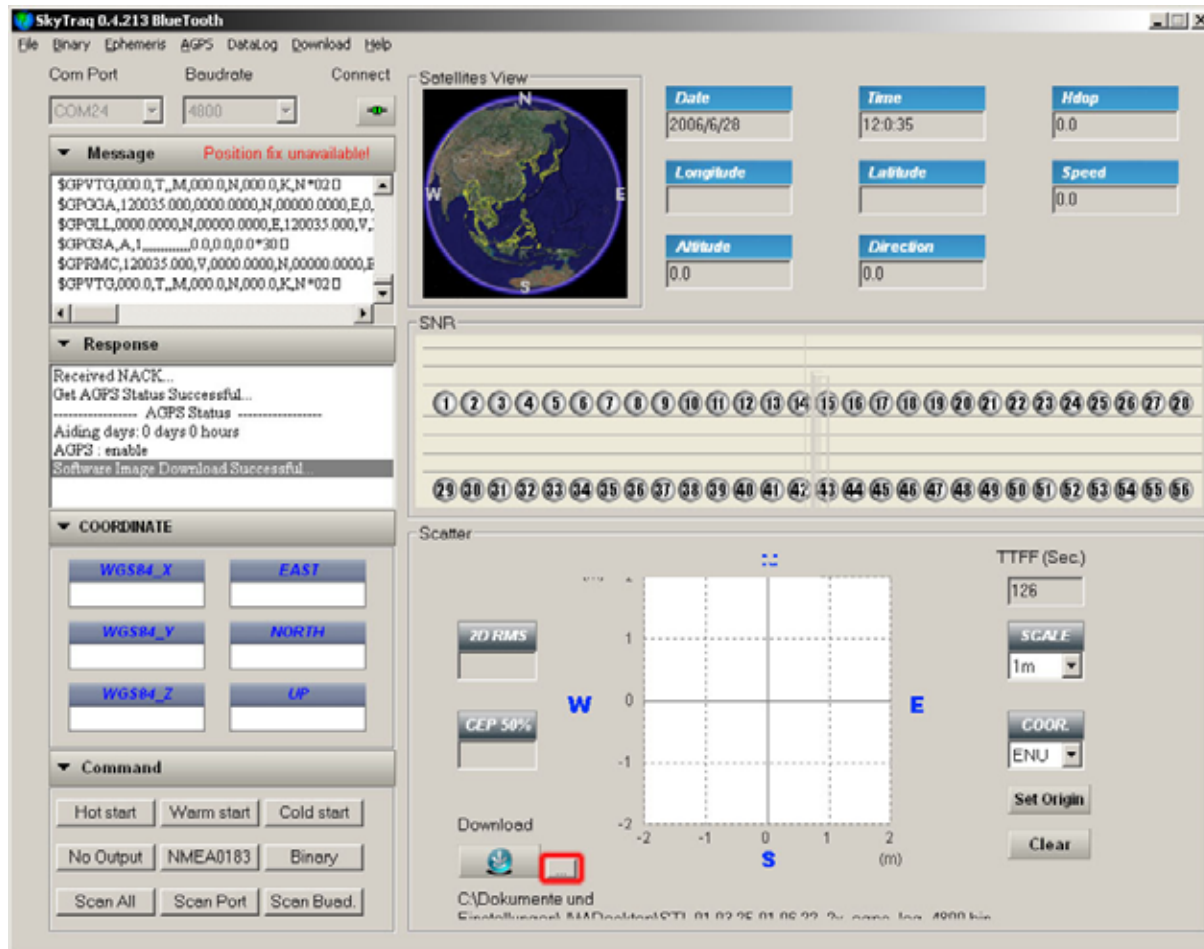 SkyTraq 0.4.213 BlueTooth
File Binary Ephemeris AGPS DataLog Download Help
Com Port Baudrate Connect
COM24 4800
Message Position fix unavailable!
$GPVTG,000.0,T,,M,000.0,N,000.0,K,N*02
$GPGGA,120035.000,0000.0000,N,00000.0000,E,0,
$GPGLL,0000.0000,N,00000.0000,E,120035.000,V,
$GPGSA,A,1,,,,,,,,,,,,,0.0,0.0,0.0*30
$GPRMC,120035.000,V,0000.0000,N,00000.0000,E
$GPVTG,000.0,T,,M,000.0,N,000.0,K,N*02
Response
Received NACK...
Get AGPS Status Successful...
----------------- AGPS Status -----------------
Aiding days: 0 days 0 hours
AGPS : enable
Software Image Download Successful...
COORDINATE
WGS84_X EAST
WGS84_Y NORTH
WGS84_Z UP
Command
Hot start Warm start Cold start
No Output NMEA0183 Binary
Scan All Scan Port Scan Buad.
Satellites View
N
W E
S
Date Time Hdop
2006/6/28 12:0:35 0.0
Longitude Latitude Speed
0.0
Altitude Direction
0.0 0.0
SNR
1 2 3 4 5 6 7 8 9 10 11 12 13 14 15 16 17 18 19 20 21 22 23 24 25 26 27 28
29 30 31 32 33 34 35 36 37 38 39 40 41 42 43 44 45 46 47 48 49 50 51 52 53 54 55 56
Scatter
TTFF (Sec.)
126
2D RMS
CEP 50%
2
1
0
-1
-2
-2 -1 0 1 2
(m)
W E
S
SCALE
1m
COOR.
ENU
Set Origin
Clear
Download
...
C:\Dokumente und